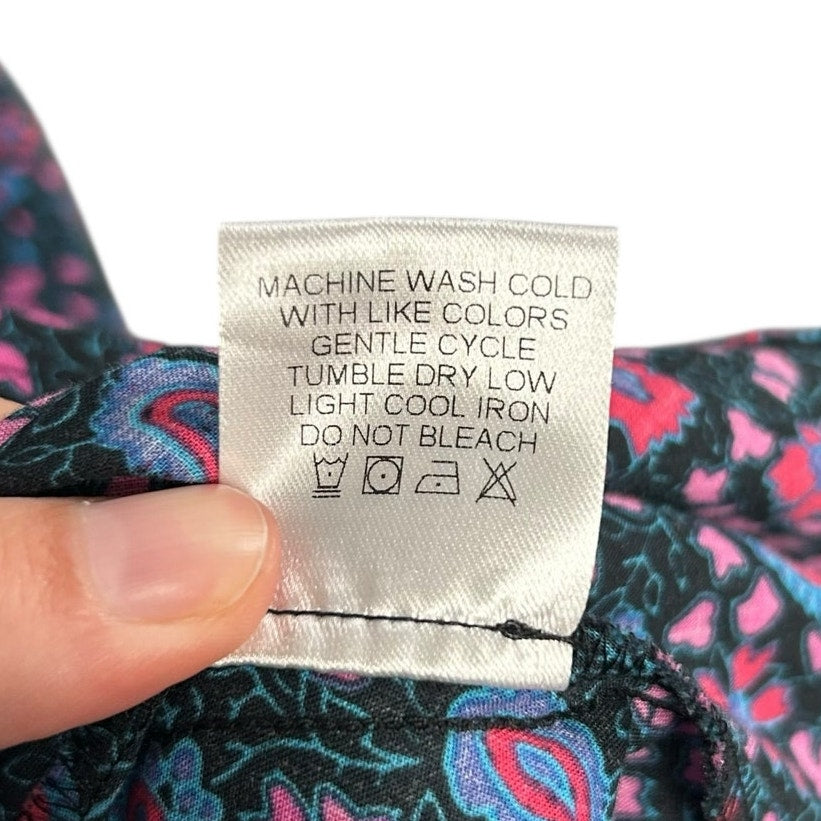 MACHINE WASH COLD
WITH LIKE COLORS
GENTLE CYCLE
TUMBLE DRY LOW
LIGHT COOL IRON
DO NOT BLEACH